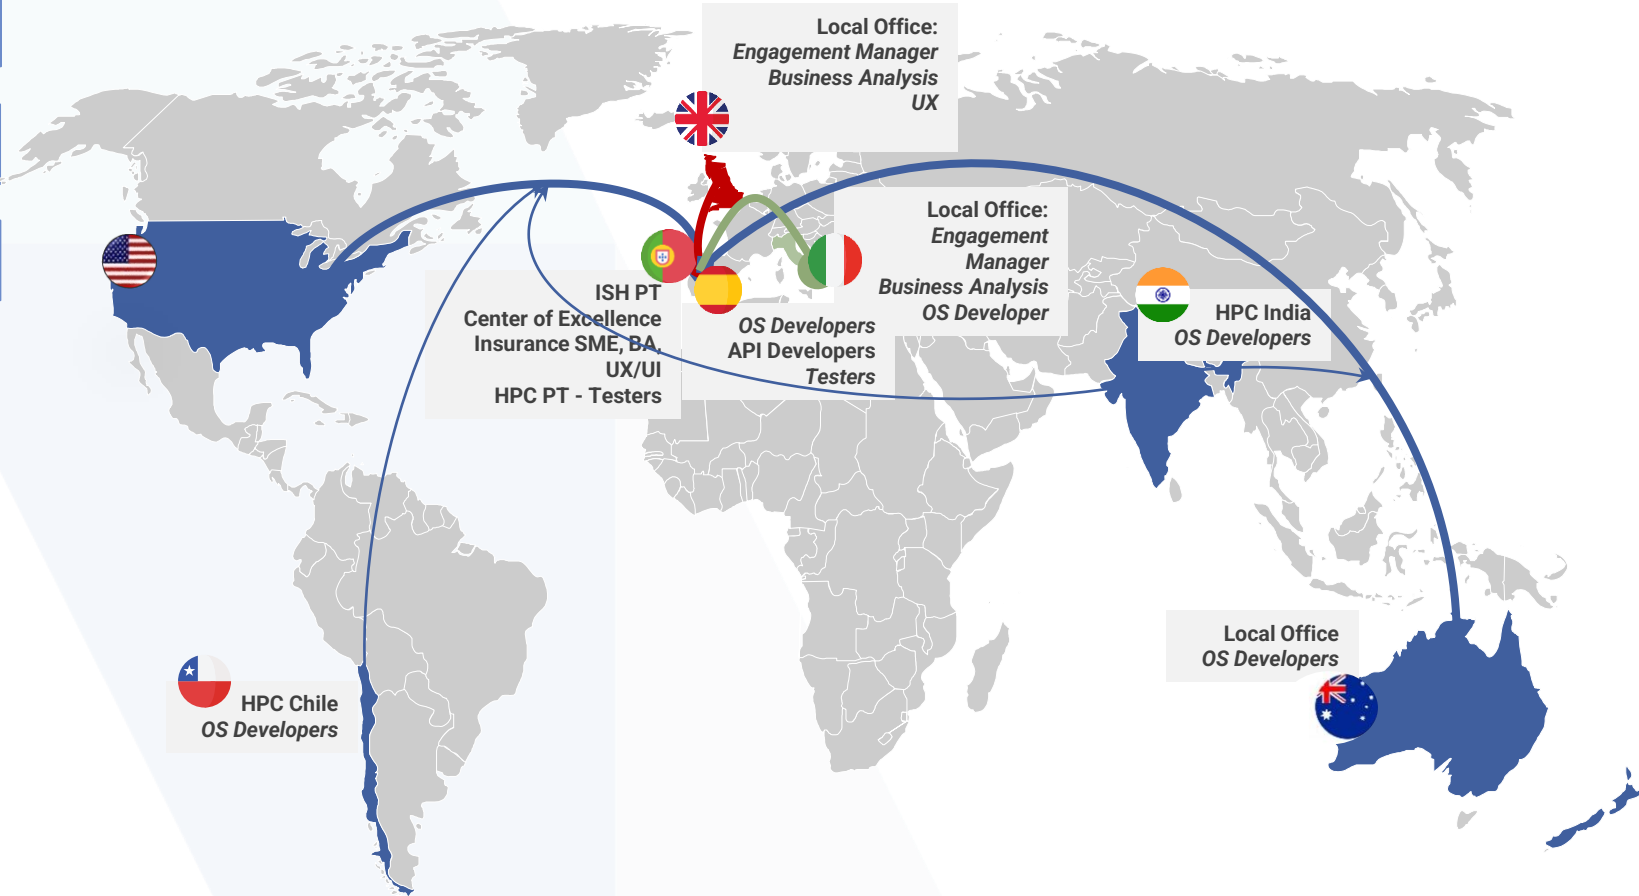 Local Office:
Engagement Manager
Business Analysis
UX
Local Office:
Engagement
Manager
Business Analysis
OS Developer
ISH PT
Center of Excellence
Insurance SME, BA,
UX/UI
HPC PT - Testers
OS Developers
API Developers
Testers
HPC India
OS Developers
Local Office
OS Developers
HPC Chile
OS Developers